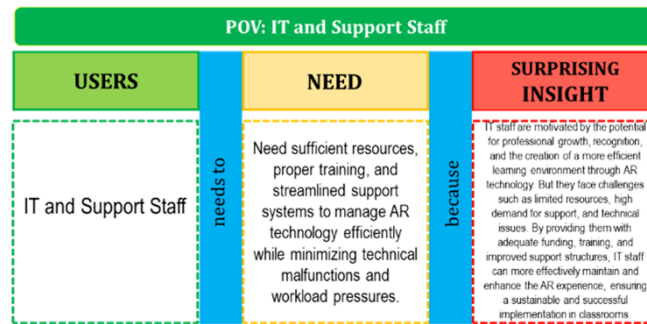 POV: IT and Support Staff
USERS
IT and Support Staff
needs to
NEED
Need sufficient resources,
proper training, and
streamlined support
systems to manage AR
technology efficiently
while minimizing technical
malfunctions and
workload pressures.
because
SURPRISING
INSIGHT
IT staff are motivated by the potential
for professional growth, recognition,
and the creation of a more efficient
learning environment through AR
technology. But they face challenges
such as limited resources, high
demand for support, and technical
issues. By providing them with
adequate funding, training, and
improved support structures, IT staff
can more effectively maintain and
enhance the AR experience, ensuring
a sustainable and successful
implementation in classrooms